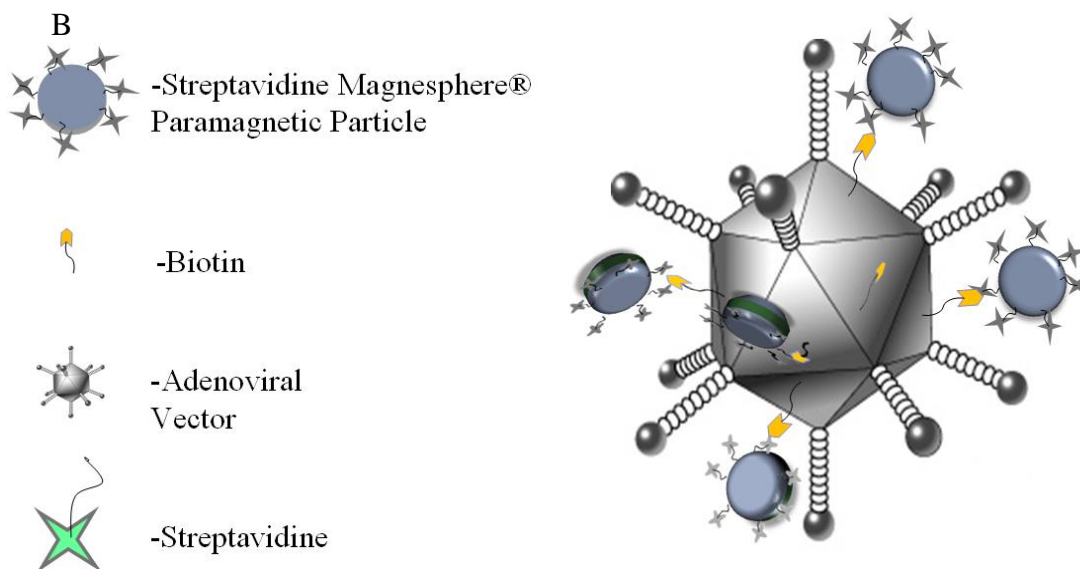 B
-Streptavidine Magnesphere®
Paramagnetic Particle
-Biotin
-Adenoviral
Vector
-Streptavidine